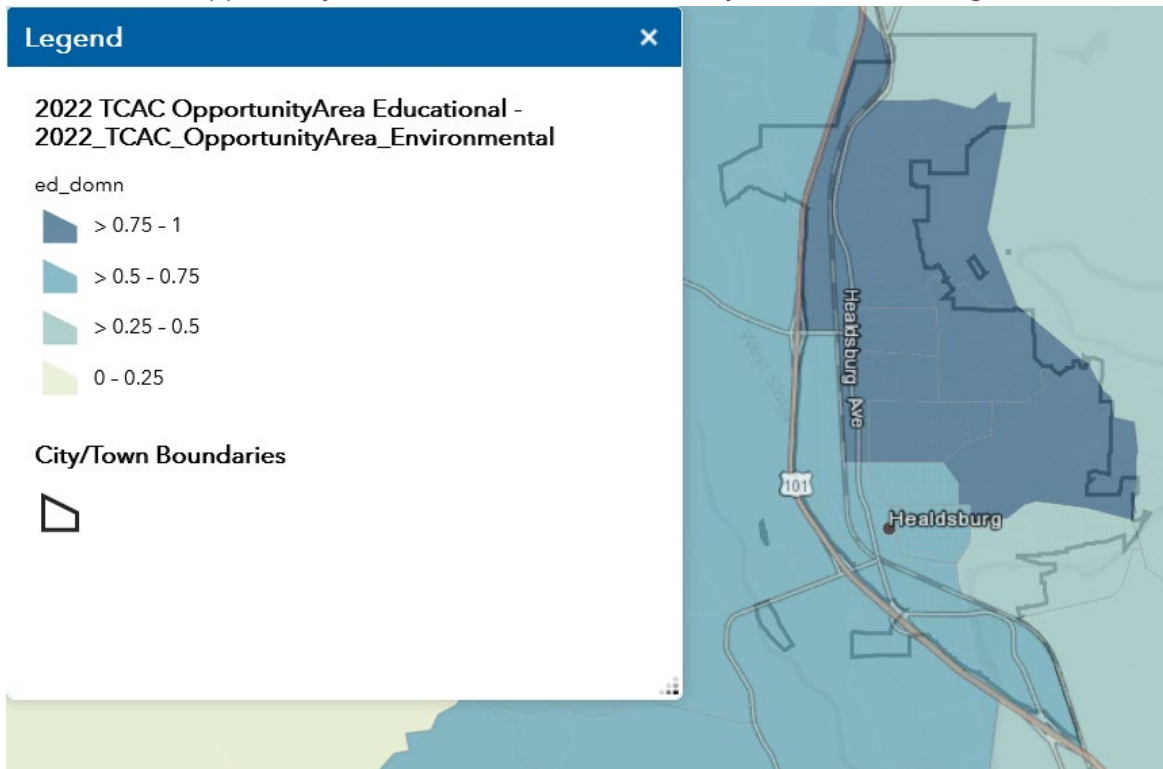 Legend
2022 TCAC OpportunityArea Educational -
2022_TCAC_OpportunityArea_Environmental
ed_domn
> 0.75 - 1
> 0.5 - 0.75
> 0.25 - 0.5
0 - 0.25
City/Town Boundaries
Healdsburg Ave
101
Healdsburg